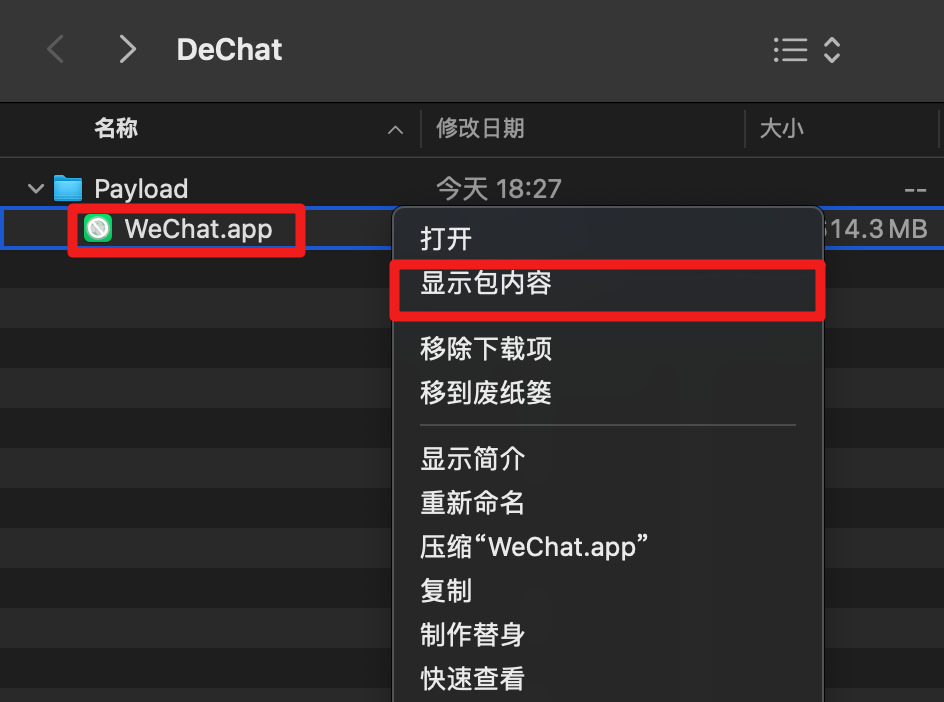 DeChat
名称 修改日期 大小
Payload 今天 18:27 --
WeChat.app 14.3 MB
打开
显示包内容
移除下载项
移到废纸篓
显示简介
重新命名
压缩“WeChat.app”
复制
制作替身
快速查看